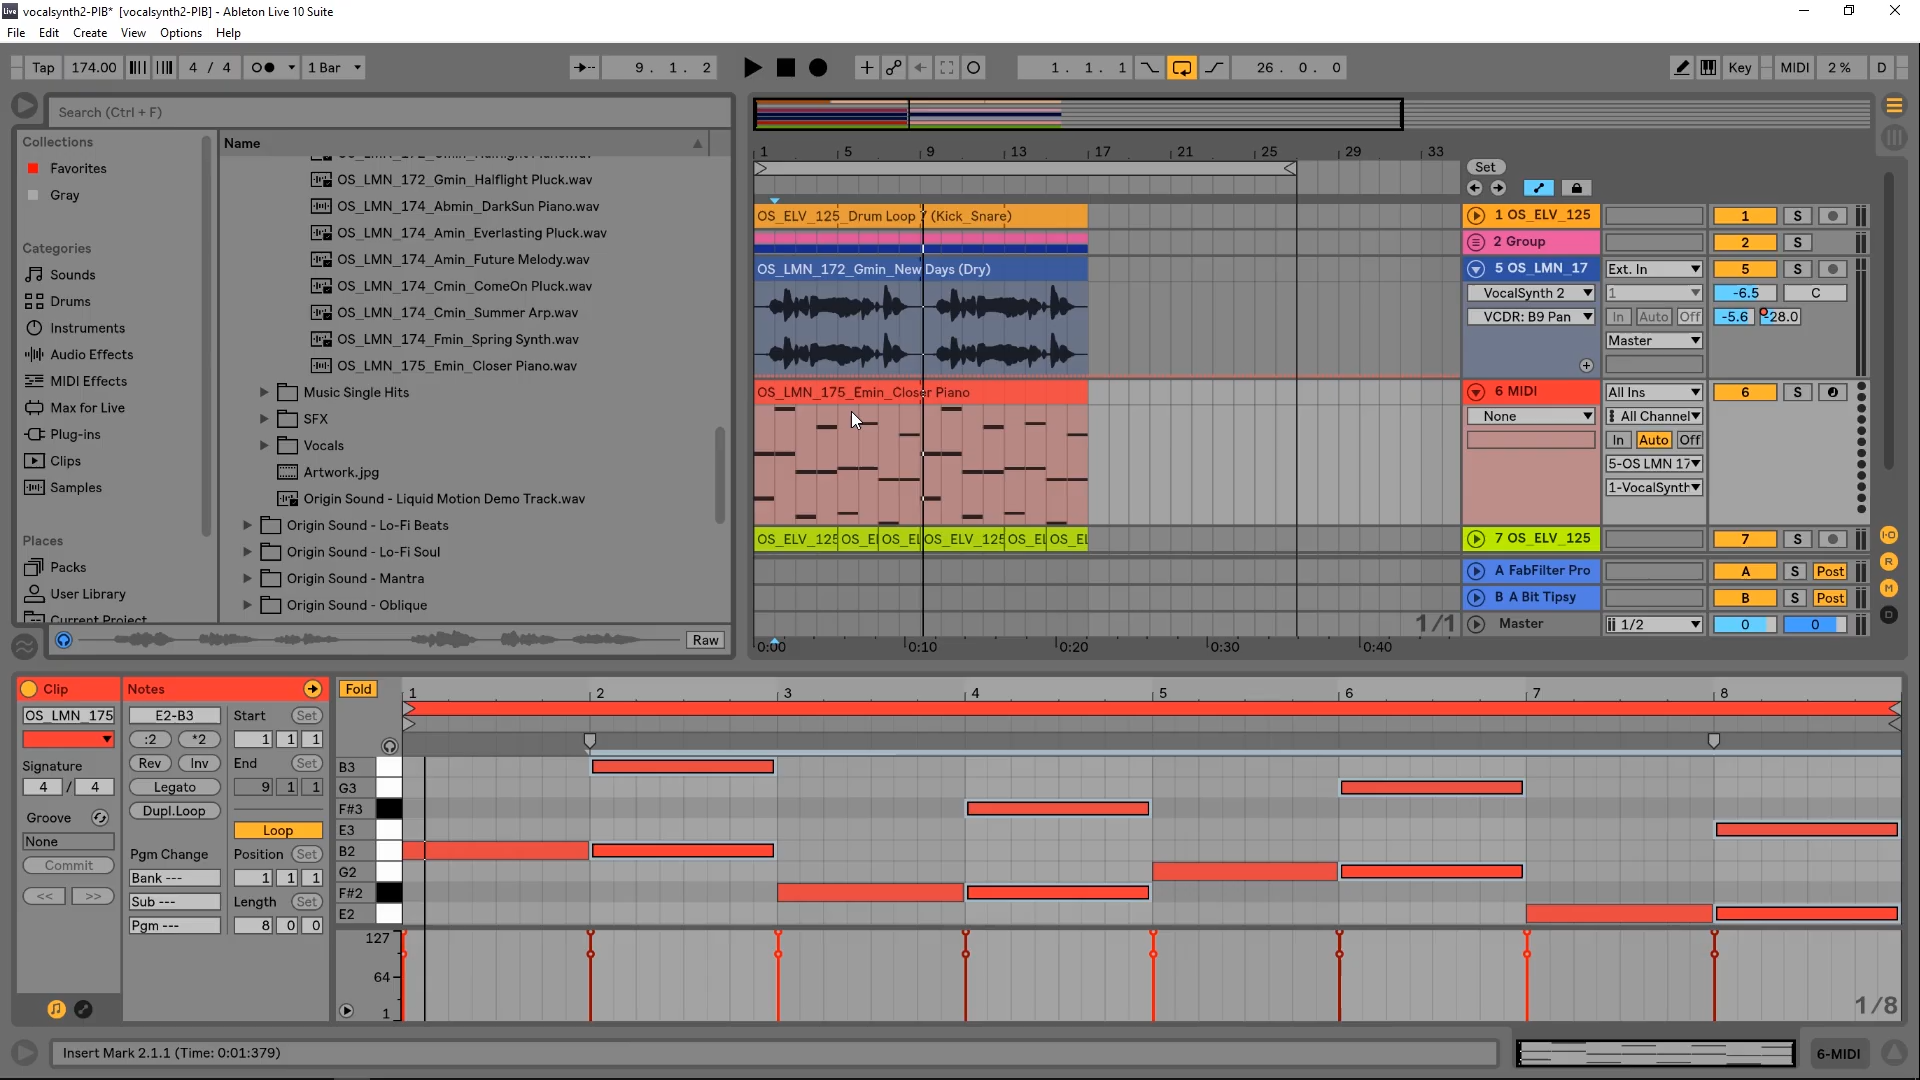 vocalsynth2-PIB* [vocalsynth2-PIB] - Ableton Live 10 Suite
File Edit Create View Options Help
Tap 174.00 4 / 4 1 Bar 9. 1. 2 1. 1. 1 26. 0. 0 Key MIDI 2 % D
Search (Ctrl + F)
Collections
Favorites
Gray
Categories
Sounds
Drums
Instruments
Audio Effects
MIDI Effects
Max for Live
Plug-ins
Clips
Samples
Places
Packs
User Library
Current Project
Name
OS_LMN_172_Gmin_Halflight Pluck.wav
OS_LMN_174_Abmin_DarkSun Piano.wav
OS_LMN_174_Amin_Everlasting Pluck.wav
OS_LMN_174_Amin_Future Melody.wav
OS_LMN_174_Cmin_ComeOn Pluck.wav
OS_LMN_174_Cmin_Summer Arp.wav
OS_LMN_174_Fmin_Spring Synth.wav
OS_LMN_175_Emin_Closer Piano.wav
Music Single Hits
SFX
Vocals
Artwork.jpg
Origin Sound - Liquid Motion Demo Track.wav
Origin Sound - Lo-Fi Beats
Origin Sound - Lo-Fi Soul
Origin Sound - Mantra
Origin Sound - Oblique
Raw
1 5 9 13 17 21 25 29 33
Set
OS_ELV_125_Drum Loop 7 (Kick_Snare)
1 OS_ELV_125 1 S
2 Group 2 S
OS_LMN_172_Gmin_New Days (Dry)
5 OS_LMN_17 Ext. In 5 S
VocalSynth 2 1 -6.5 C
VCDR: B9 Pan In Auto Off -5.6 -28.0
Master
OS_LMN_175_Emin_Closer Piano
6 MIDI All Ins 6 S
None All Channel
In Auto Off
5-OS LMN 17
1-VocalSynth
OS_ELV_125 OS_El OS_EL OS_ELV_125 OS_EL OS_EL
7 OS_ELV_125 7 S
A FabFilter Pro A S Post
B A Bit Tipsy B S Post
1/1 Master 1/2 0 0
0:00 0:10 0:20 0:30 0:40
Clip
OS_LMN_175
Signature
4 / 4
Groove
None
Commit
<< >>
Notes
E2-B3
:2 *2
Rev Inv
Legato
Dupl.Loop
Pgm Change
Bank ---
Sub ---
Pgm ---
Start Set
1 1 1
End Set
9 1 1
Loop
Position Set
1 1 1
Length Set
8 0 0
Fold
1 2 3 4 5 6 7 8
B3
G3
F#3
E3
B2
G2
F#2
E2
127
64
1
1/8
Insert Mark 2.1.1 (Time: 0:01:379)
6-MIDI